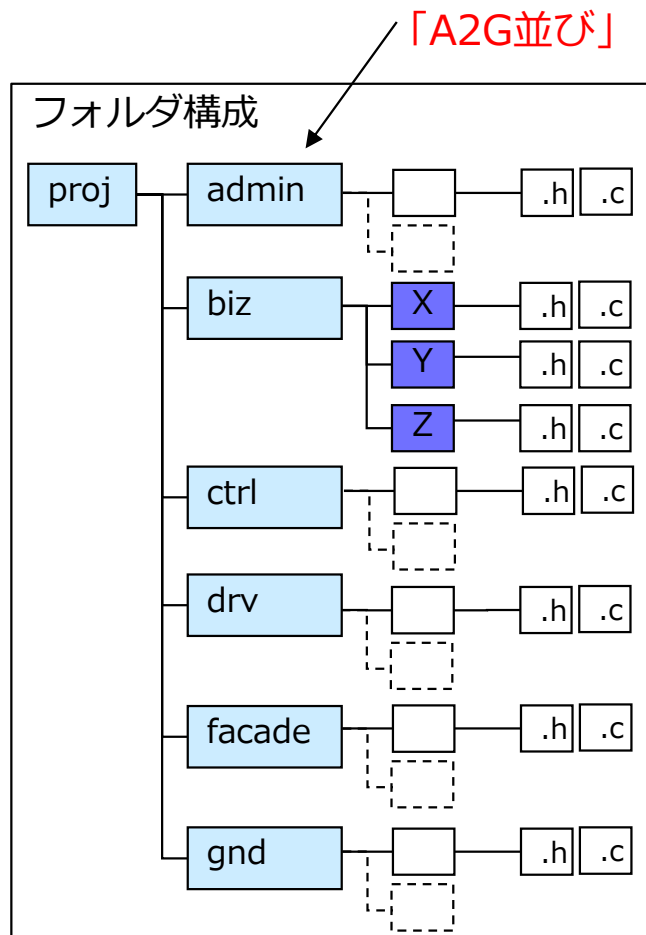 「A2G並び」
フォルダ構成
proj admin .h .c
biz X .h .c
Y .h .c
Z .h .c
ctrl .h .c
drv .h .c
facade .h .c
gnd .h .c